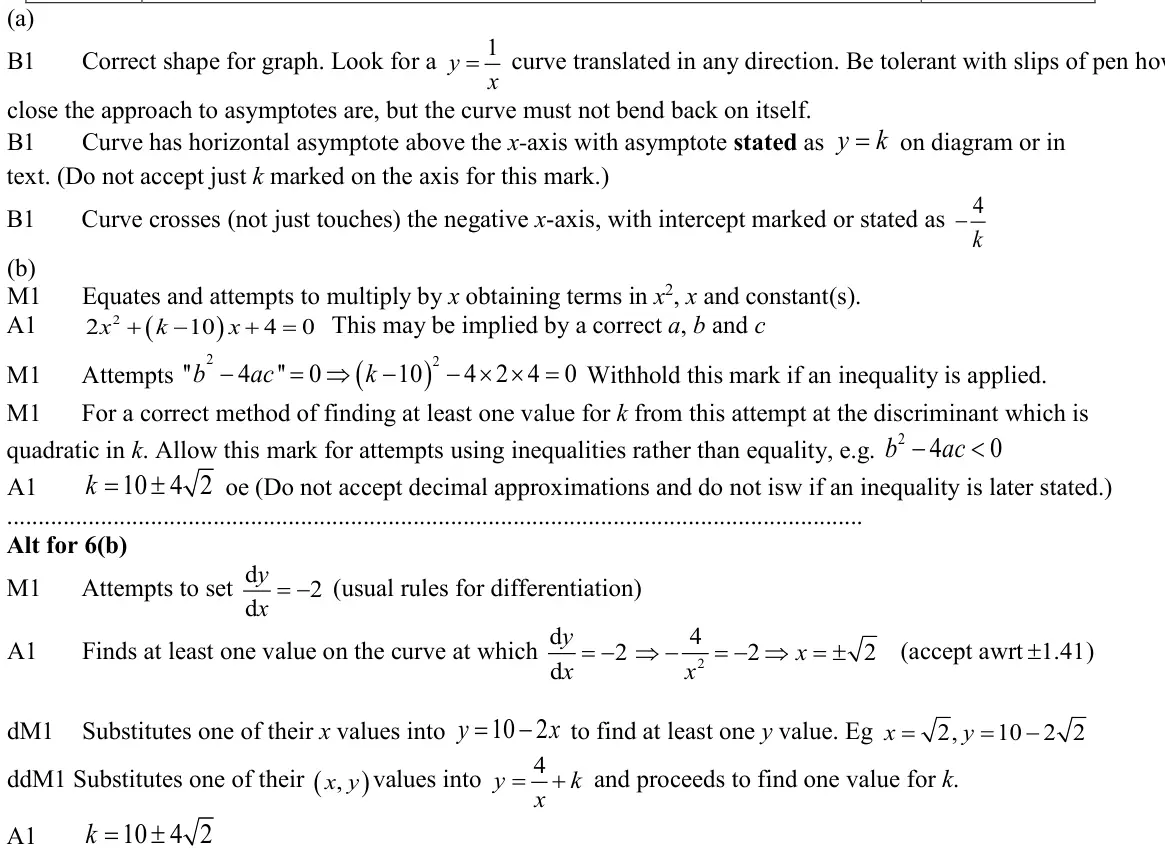 (a)
B1 Correct shape for graph. Look for a y = 1/x curve translated in any direction. Be tolerant with slips of pen
close the approach to asymptotes are, but the curve must not bend back on itself.
B1 Curve has horizontal asymptote above the x-axis with asymptote stated as y = k on diagram or in
text. (Do not accept just k marked on the axis for this mark.)
B1 Curve crosses (not just touches) the negative x-axis, with intercept marked or stated as −4/k
(b)
M1 Equates and attempts to multiply by x obtaining terms in x², x and constant(s).
A1 2x² + (k − 10)x + 4 = 0 This may be implied by a correct a, b and c
M1 Attempts "b² − 4ac" = 0 ⇒ (k − 10)² − 4 × 2 × 4 = 0 Withhold this mark if an inequality is applied.
M1 For a correct method of finding at least one value for k from this attempt at the discriminant which is
quadratic in k. Allow this mark for attempts using inequalities rather than equality, e.g. b² − 4ac < 0
A1 k = 10 ± 4√2 oe (Do not accept decimal approximations and do not isw if an inequality is later stated.)
................................................................................
Alt for 6(b)
M1 Attempts to set dy/dx = −2 (usual rules for differentiation)
A1 Finds at least one value on the curve at which dy/dx = −2 ⇒ −4/x² = −2 ⇒ x = ±√2 (accept awrt ±1.41)
dM1 Substitutes one of their x values into y = 10 − 2x to find at least one y value. Eg x = √2, y = 10 − 2√2
ddM1 Substitutes one of their (x, y) values into y = 4/x + k and proceeds to find one value for k.
A1 k = 10 ± 4√2